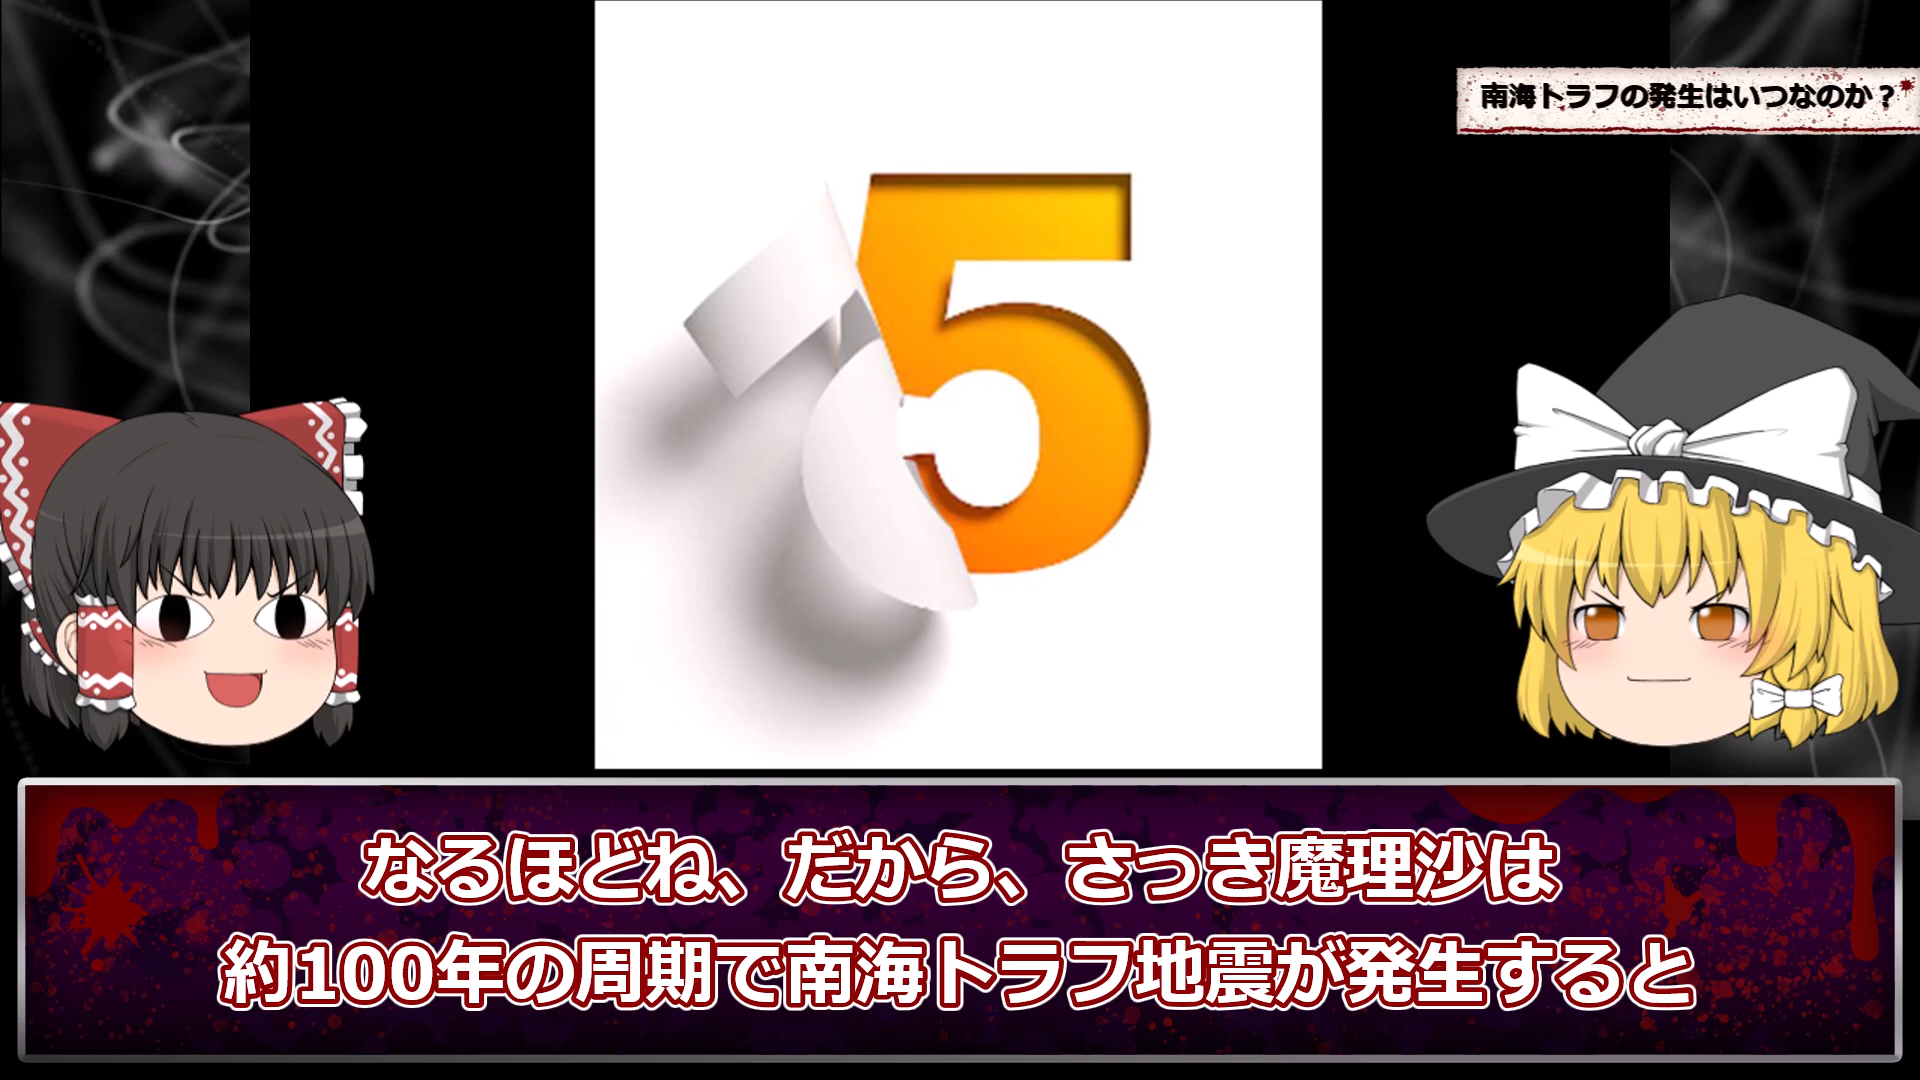 南海トラフの発生はいつなのか？
5
なるほどね、だから、さっき魔理沙は
約100年の周期で南海トラフ地震が発生すると